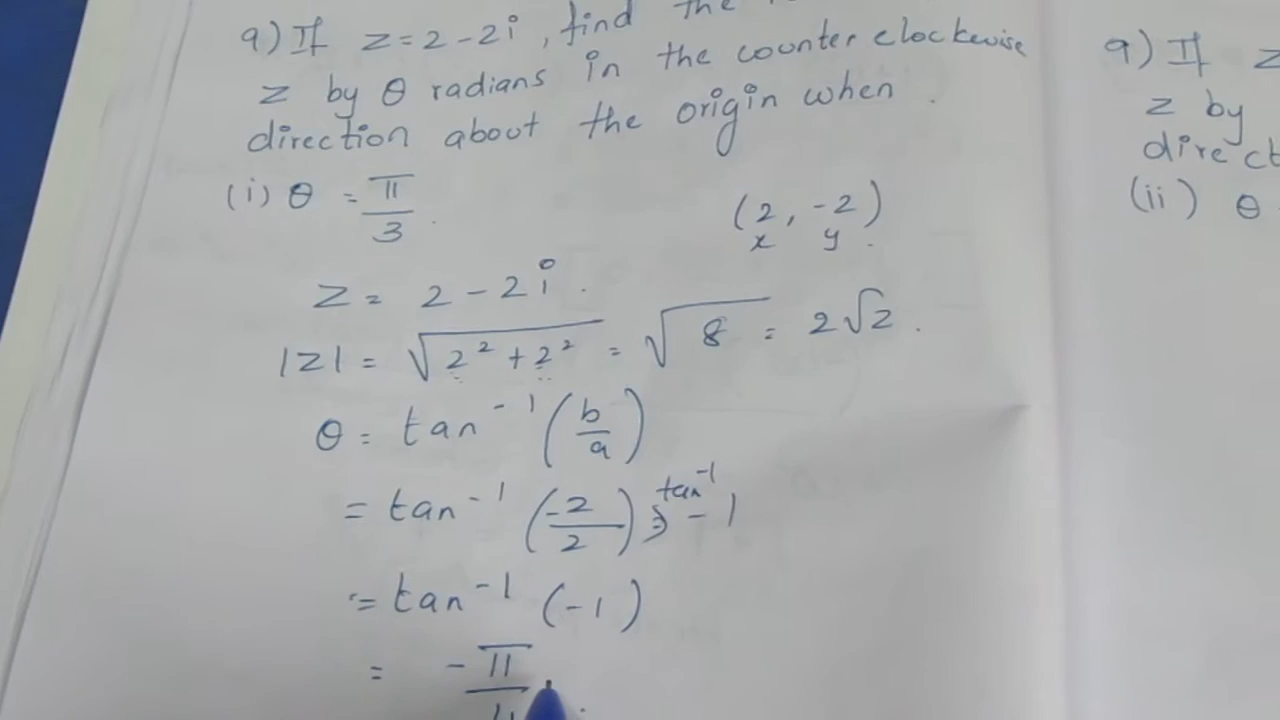 9) If z = 2 - 2i, find the
z by θ radians in the counter clockwise
direction about the origin when .
(i) θ = π/3 .
(2, -2)
x y .
z = 2 - 2i .
|z| = √(2² + 2²) = √8 = 2√2 .
θ = tan⁻¹ (b/a)
= tan⁻¹ (-2/2) = tan⁻¹ -1
= tan⁻¹ (-1)
= -π/4
9) If z
z by
direct
(ii) θ